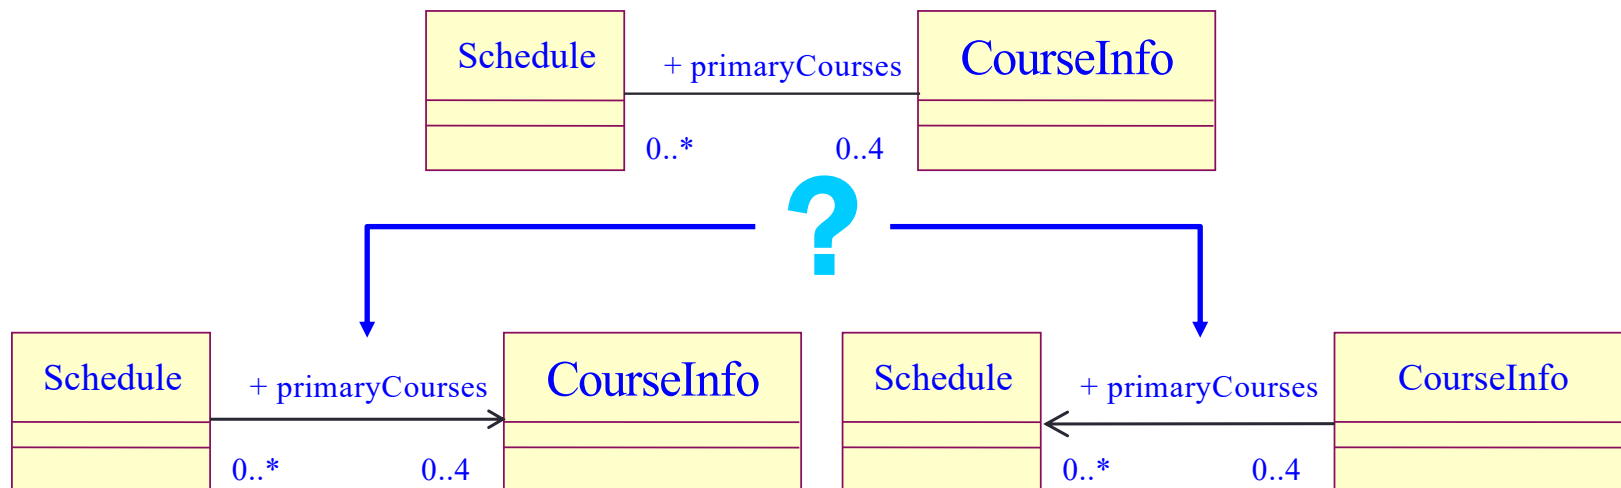 Schedule
+ primaryCourses
CourseInfo
0..*
0..4
?
Schedule
+ primaryCourses
CourseInfo
0..*
0..4
Schedule
+ primaryCourses
CourseInfo
0..*
0..4